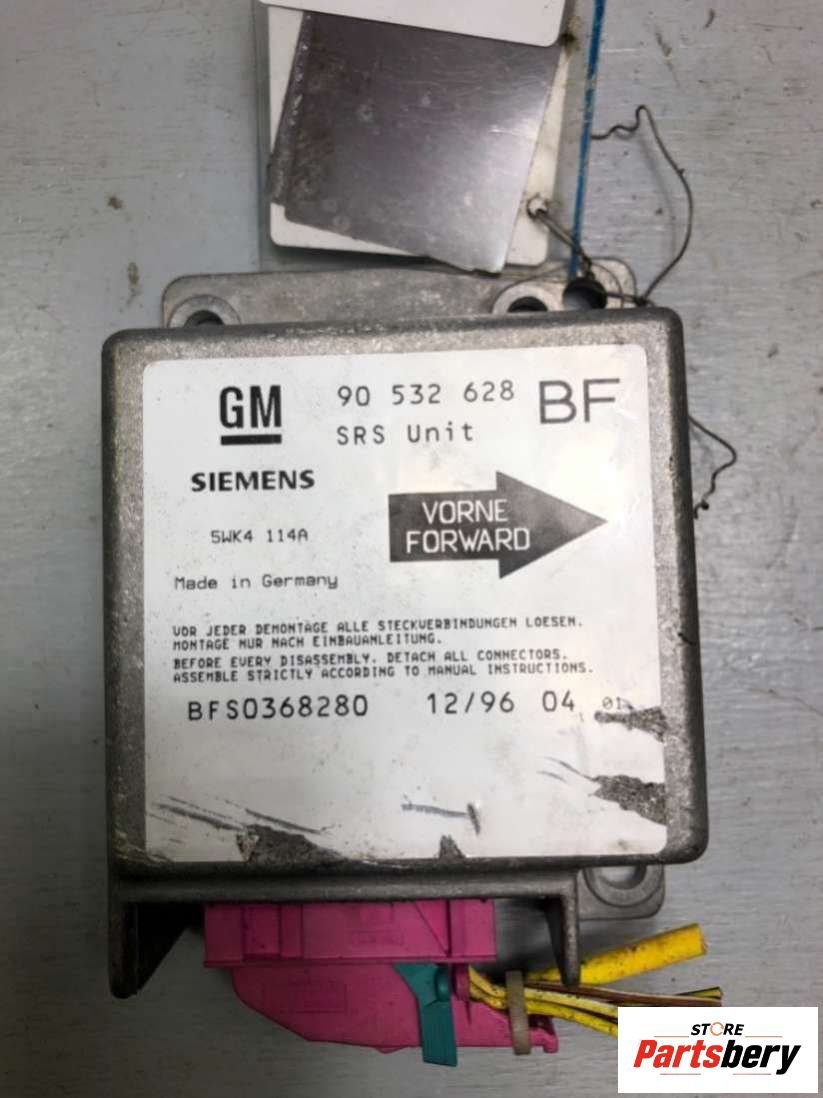 GM 90 532 628 BF
SRS Unit
SIEMENS
VORNE
FORWARD
5WK4 114A
Made in Germany
VOR JEDER DEMONTAGE ALLE STECKVERBINDUNGEN LOESEN.
MONTAGE NUR NACH EINBAUANLEITUNG.
BEFORE EVERY DISASSEMBLY, DETACH ALL CONNECTORS.
ASSEMBLE STRICTLY ACCORDING TO MANUAL INSTRUCTIONS.
BFS0368280 12/96 04 01
STORE
Partsbery